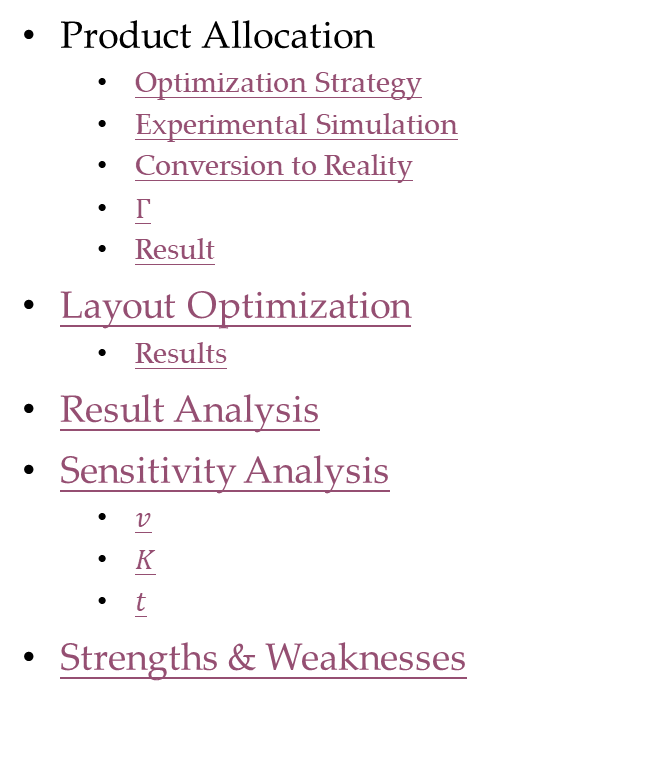 • Product Allocation
• Optimization Strategy
• Experimental Simulation
• Conversion to Reality
• Γ
• Result
• Layout Optimization
• Results
• Result Analysis
• Sensitivity Analysis
• v
• K
• t
• Strengths & Weaknesses